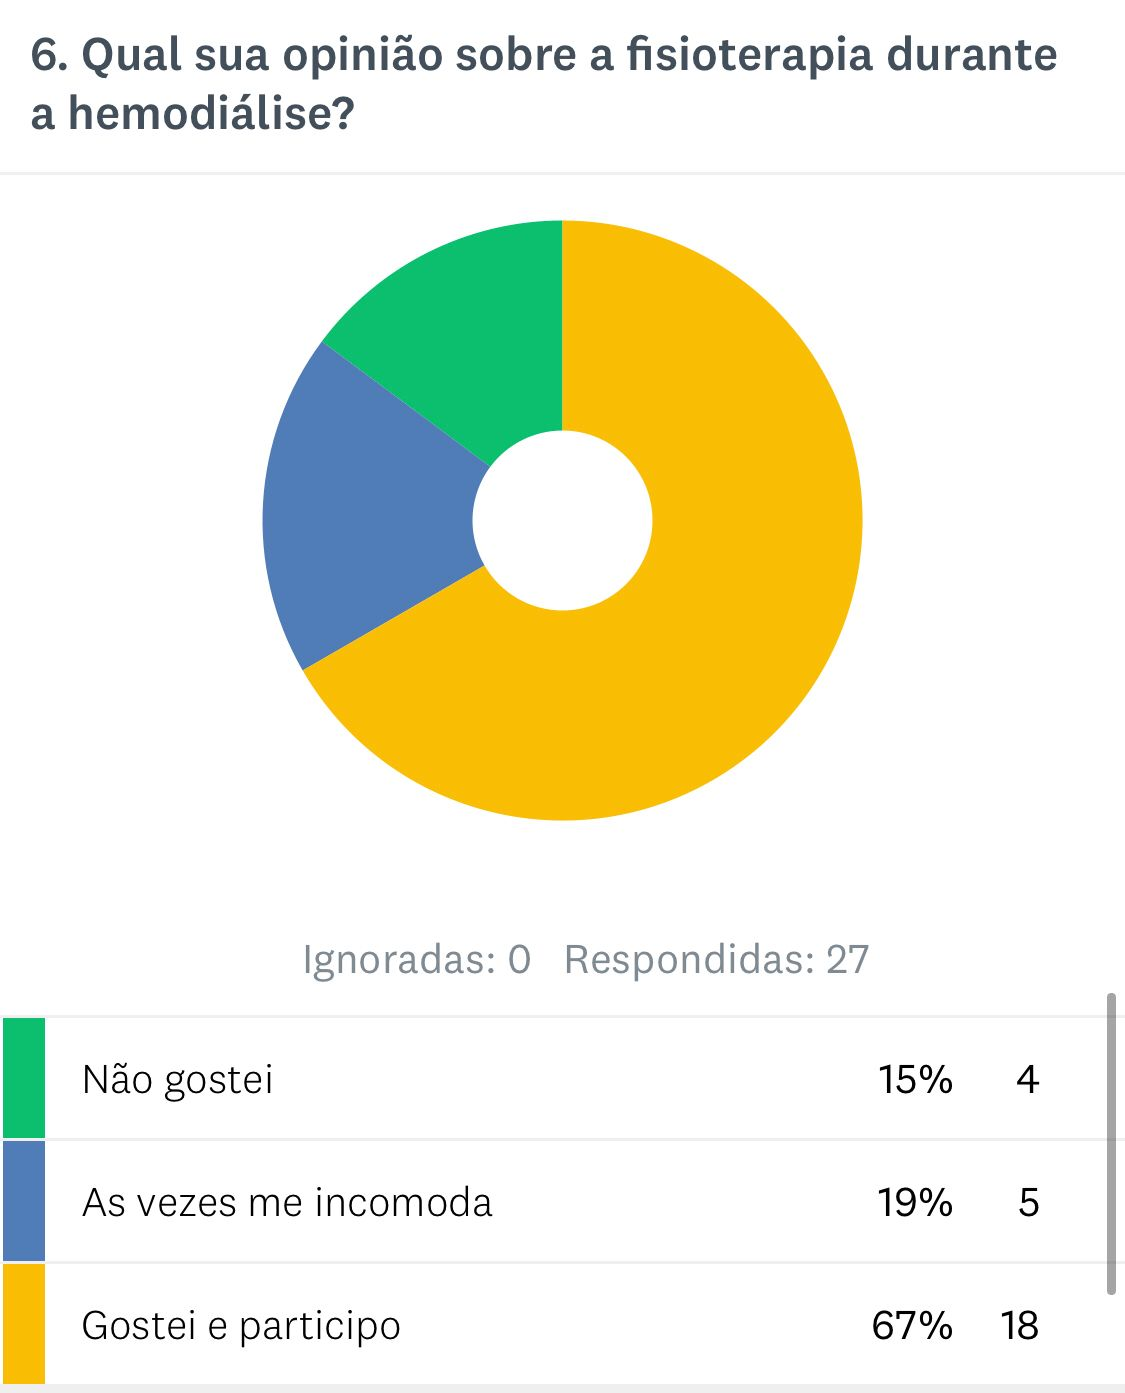 6. Qual sua opinião sobre a fisioterapia durante
a hemodiálise?
Ignoradas: 0 Respondidas: 27
Não gostei 15% 4
As vezes me incomoda 19% 5
Gostei e participo 67% 18